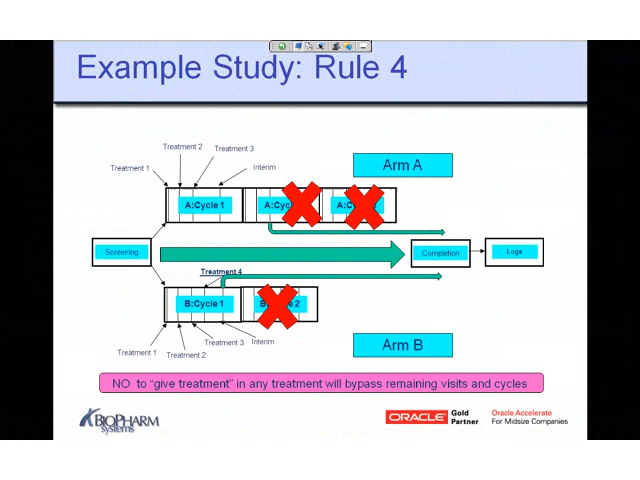 Example Study: Rule 4
Treatment 2
Treatment 3
Treatment 1
Interim
Arm A
A:Cycle 1
Screening
Completion
Logs
Treatment 4
B:Cycle 1
2
Treatment 3
Interim
Treatment 1
Treatment 2
Arm B
NO to “give treatment” in any treatment will bypass remaining visits and cycles
BIOPHARM
systems
ORACLE
Gold
Partner
Oracle Accelerate
For Midsize Companies